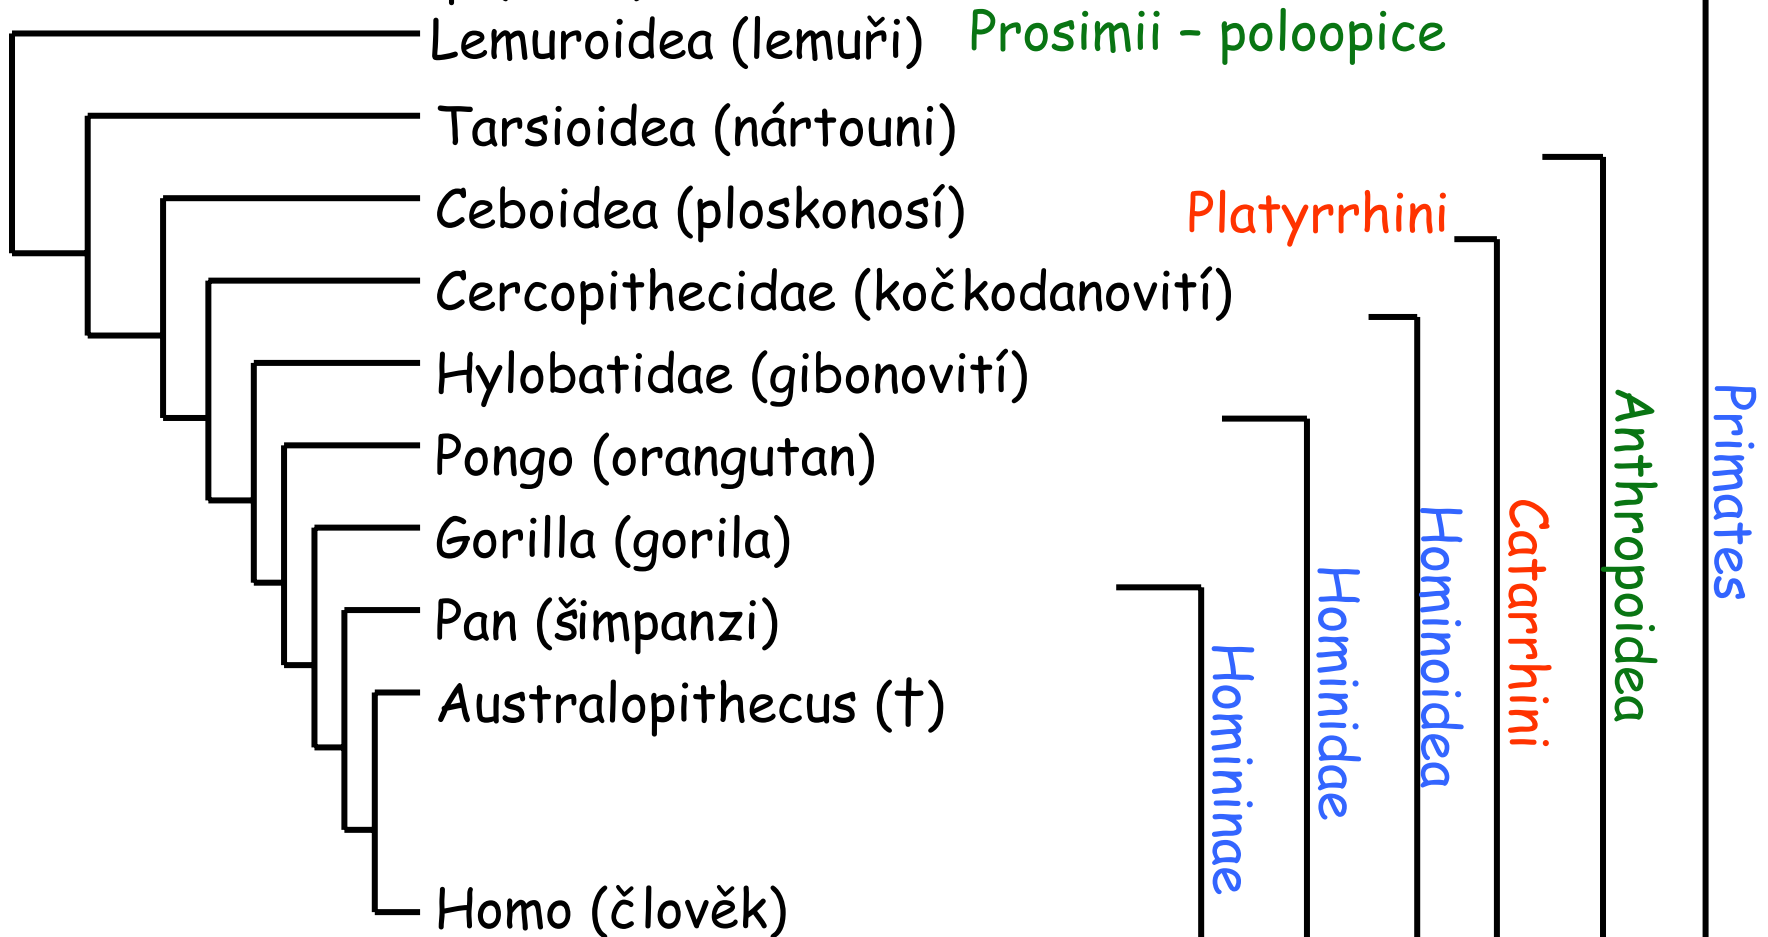 Lemuroidea (lemuři) Prosimii – poloopice
Tarsioidea (nártouni)
Ceboidea (ploskonosí) Platyrrhini
Cercopithecidae (kočkodanovití)
Hylobatidae (gibonovití)
Pongo (orangutan)
Gorilla (gorila)
Pan (šimpanzi)
Australopithecus (†)
Homo (člověk)
Homininae
Hominidae
Hominoidea
Catarrhini
Anthropoidea
Primates